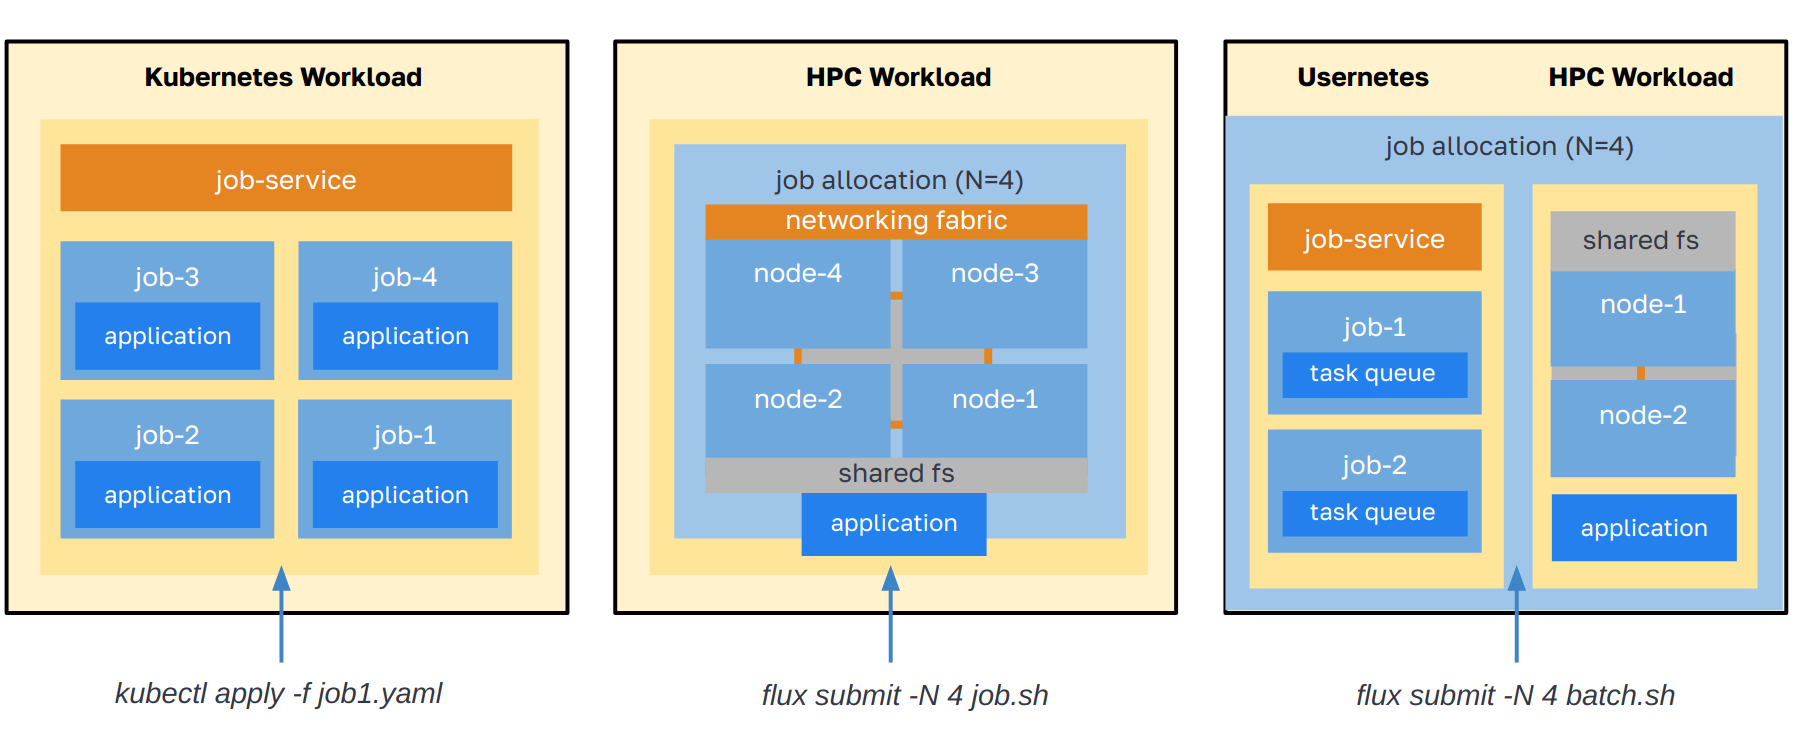 Kubernetes Workload
job-service
job-3
job-4
application
application
job-2
job-1
application
application
kubectl apply -f job1.yaml
HPC Workload
job allocation (N=4)
networking fabric
node-4
node-3
node-2
node-1
shared fs
application
flux submit -N 4 job.sh
Usernetes
HPC Workload
job allocation (N=4)
job-service
job-1
task queue
job-2
task queue
shared fs
node-1
node-2
application
flux submit -N 4 batch.sh